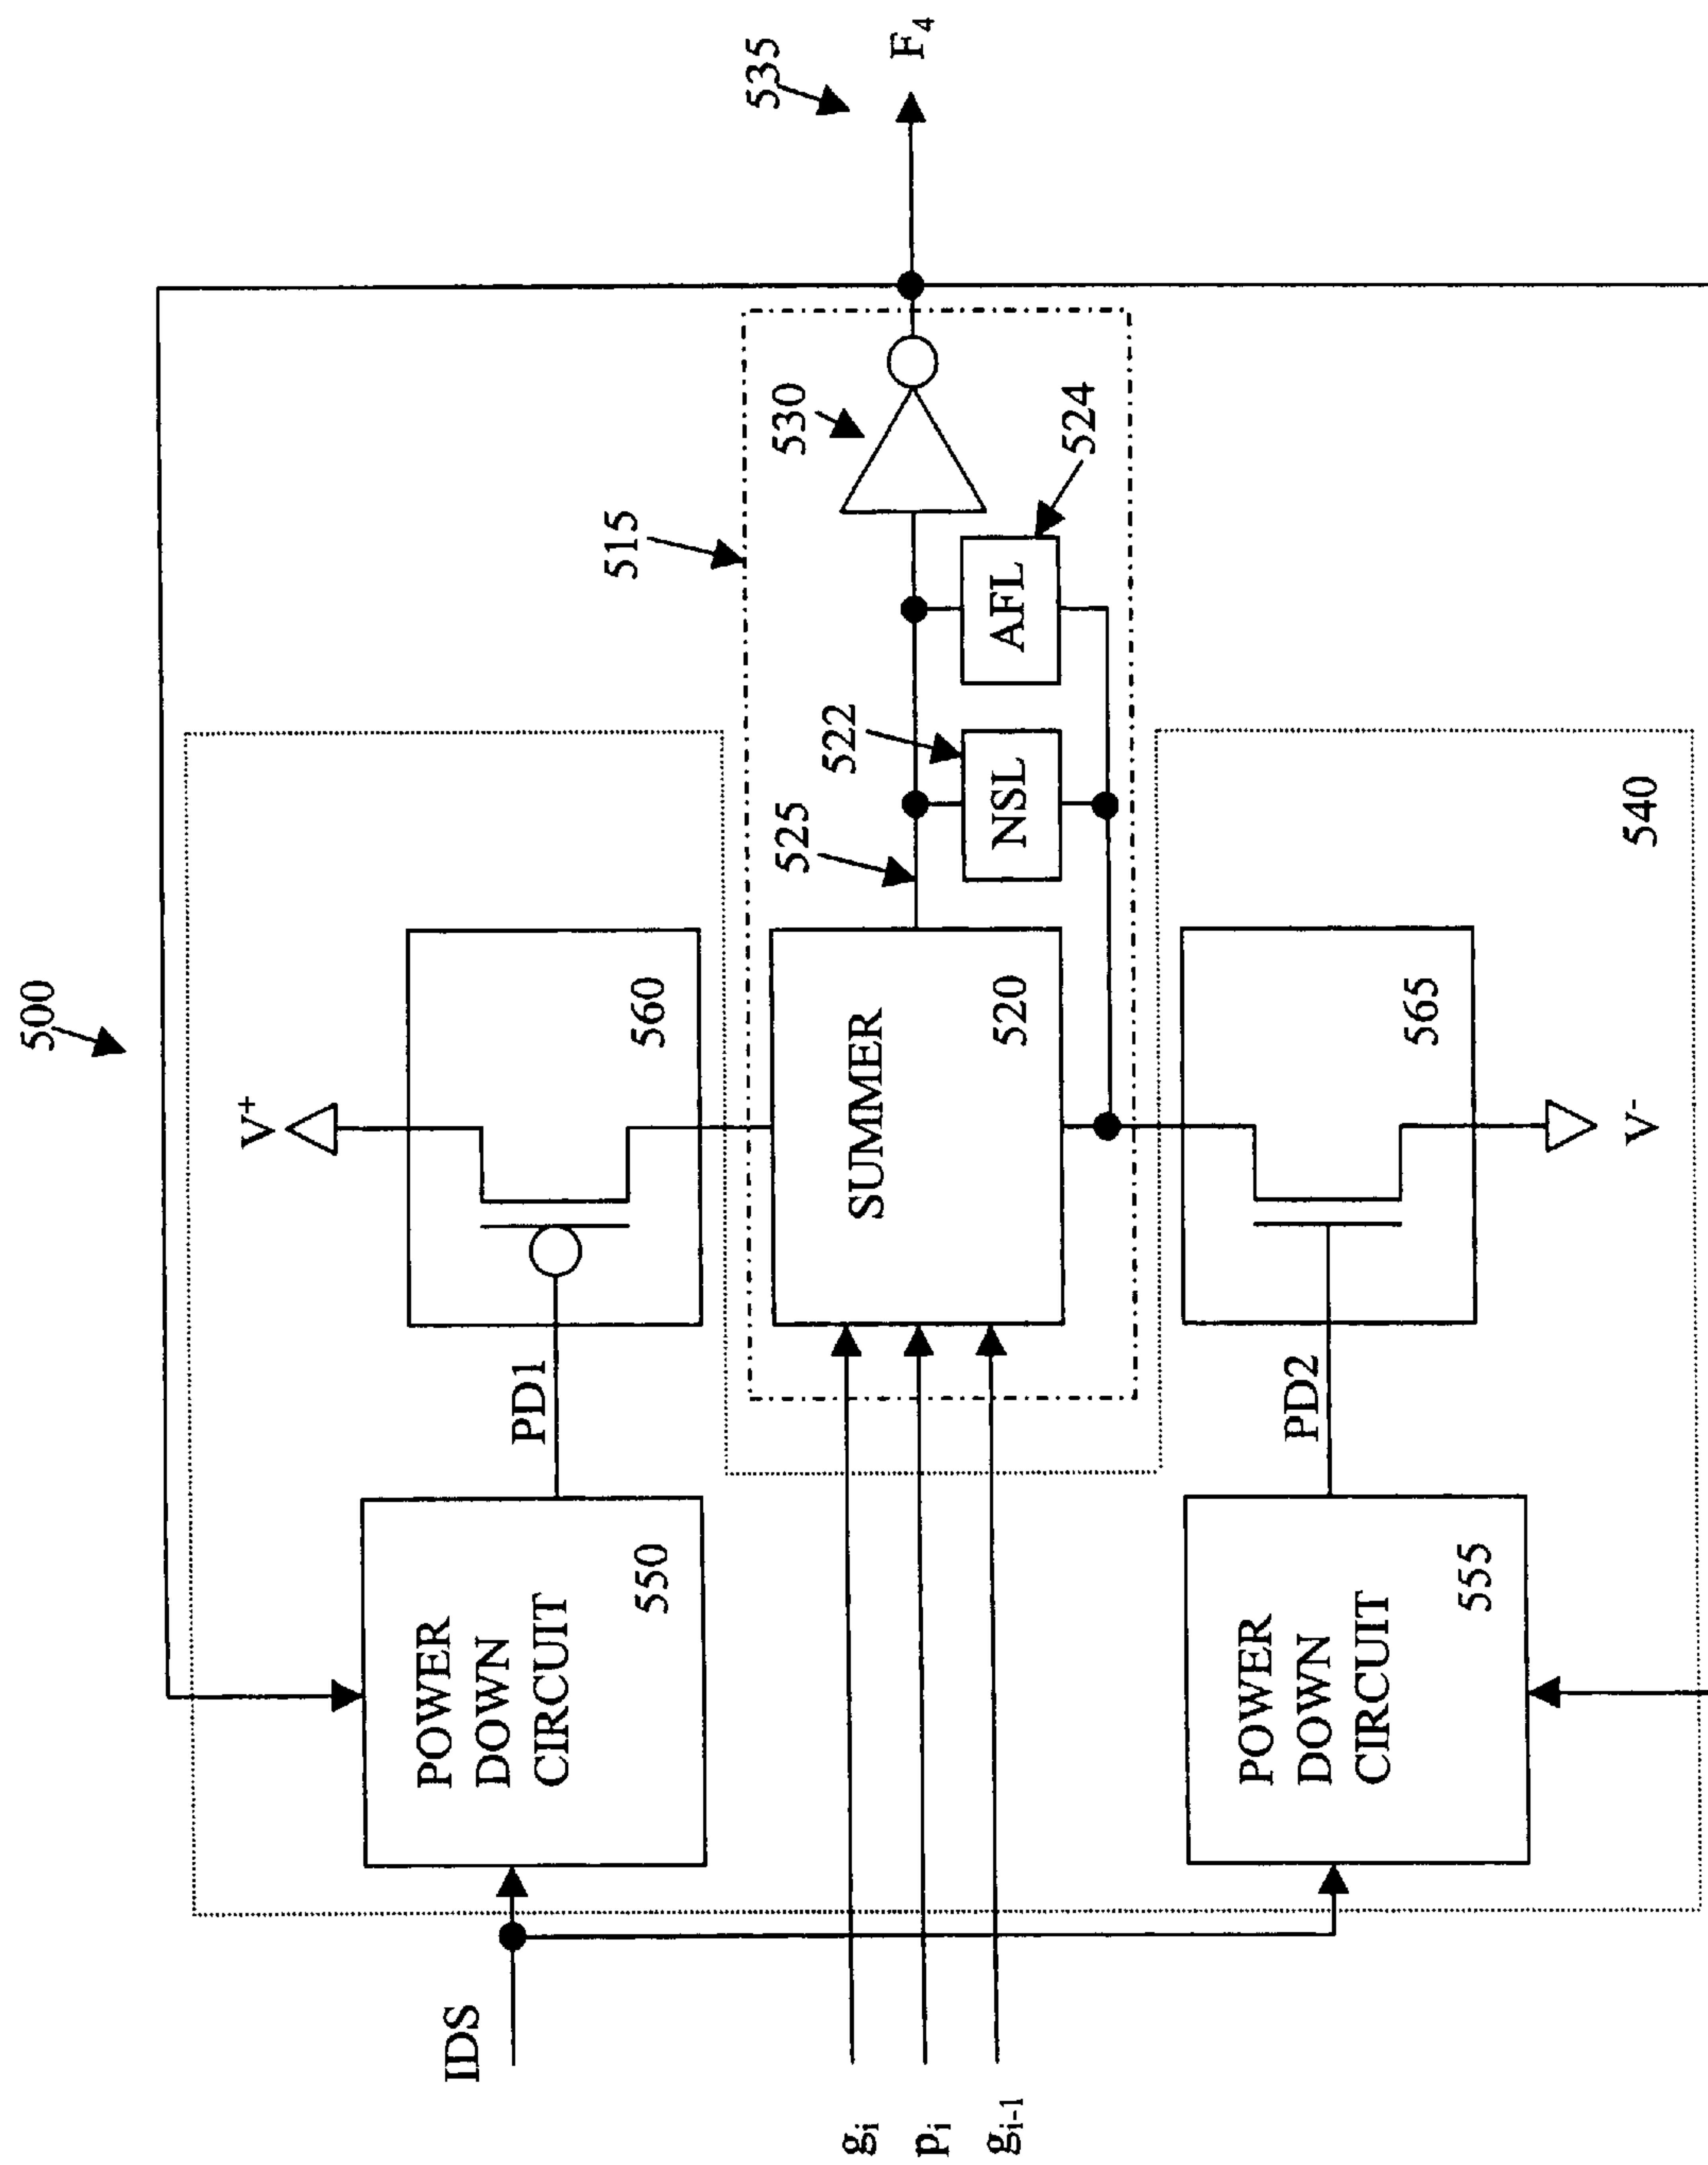 500
V⁺
535
F₄
560
PD1
POWER
DOWN
CIRCUIT
550
IDS
515
530
522
524
525
AFL
NSL
SUMMER
520
gᵢ
pᵢ
gᵢ₋₁
565
PD2
POWER
DOWN
CIRCUIT
555
V⁻
540